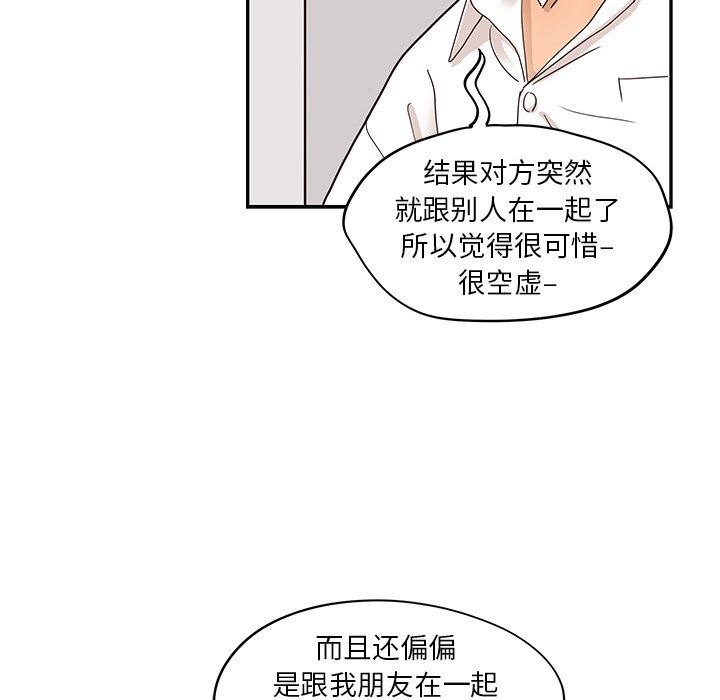 结果对方突然
就跟别人在一起了
所以觉得很可惜–
很空虚–
而且还偏偏
是跟我朋友在一起